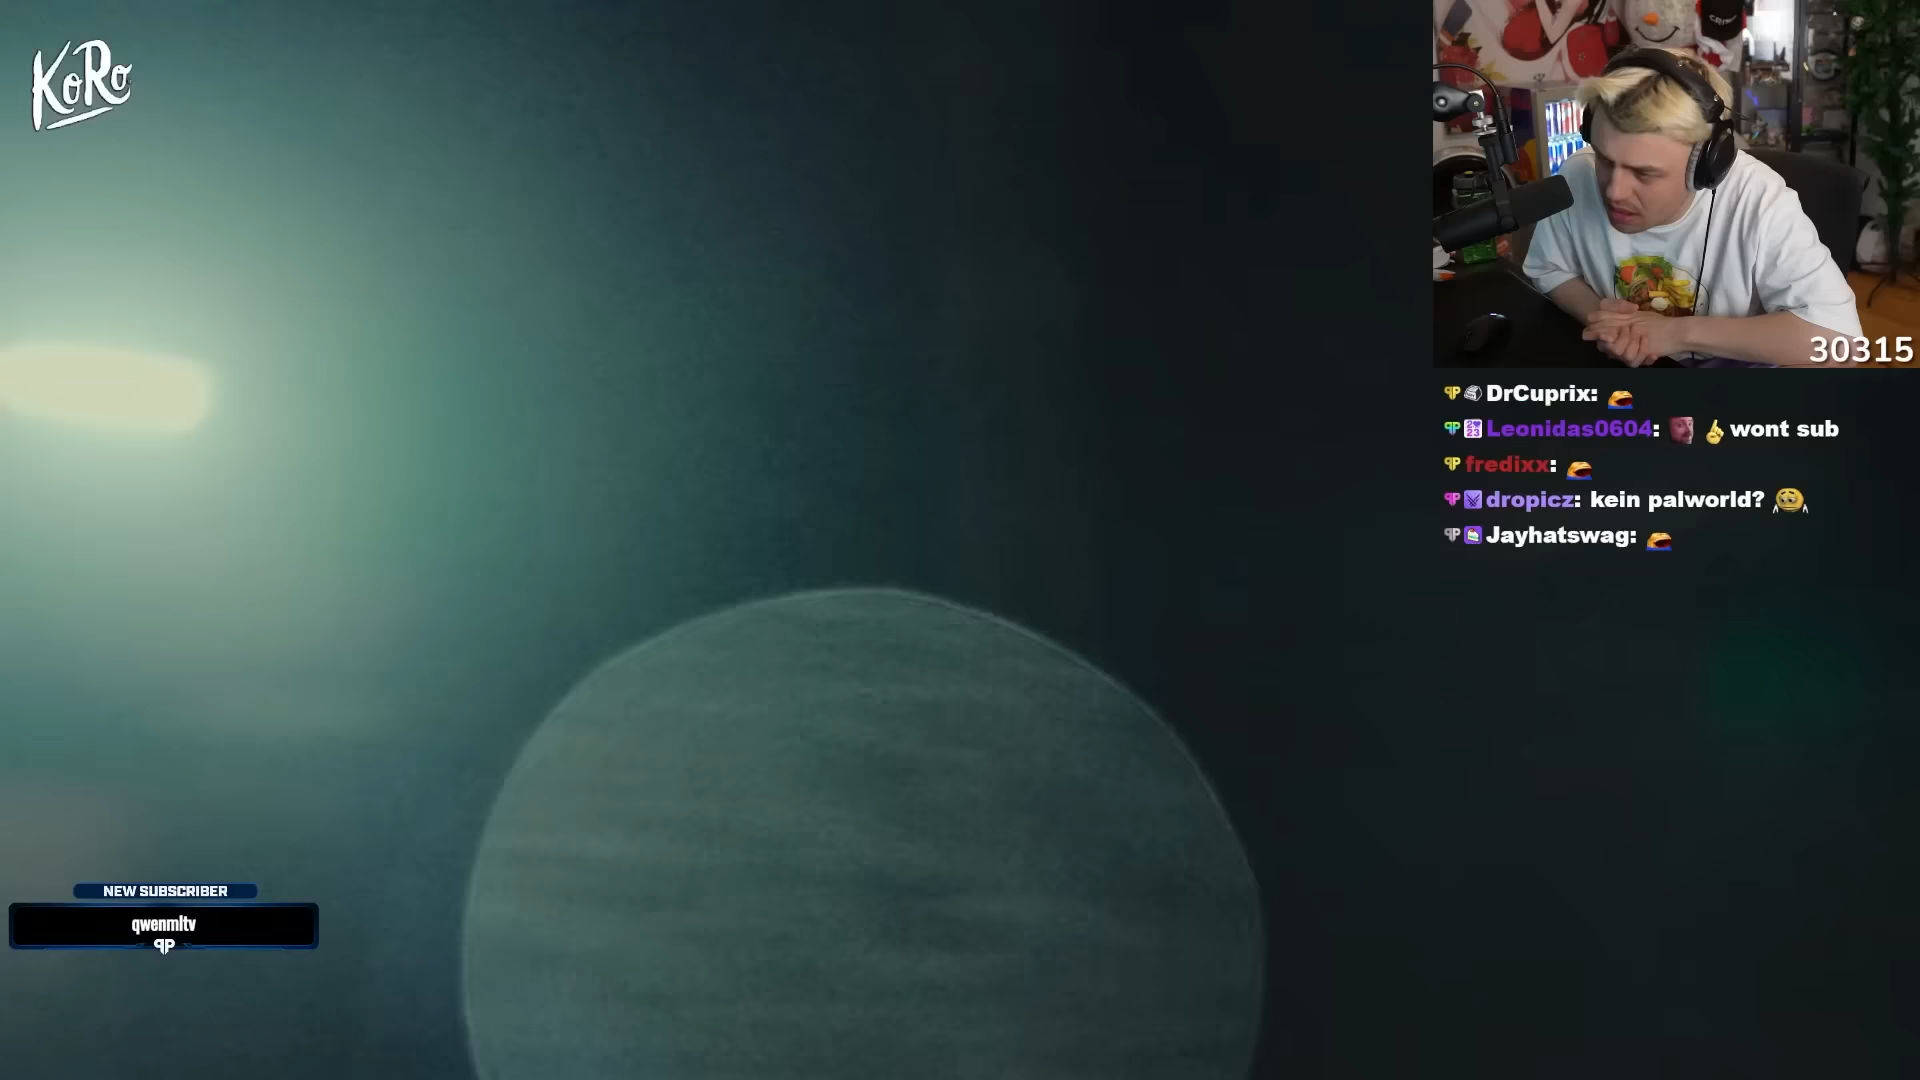 KoRo
30315
DrCuprix:
Leonidas0604: wont sub
fredixx:
dropicz: kein palworld?
Jayhatswag:
NEW SUBSCRIBER
qwenmltv